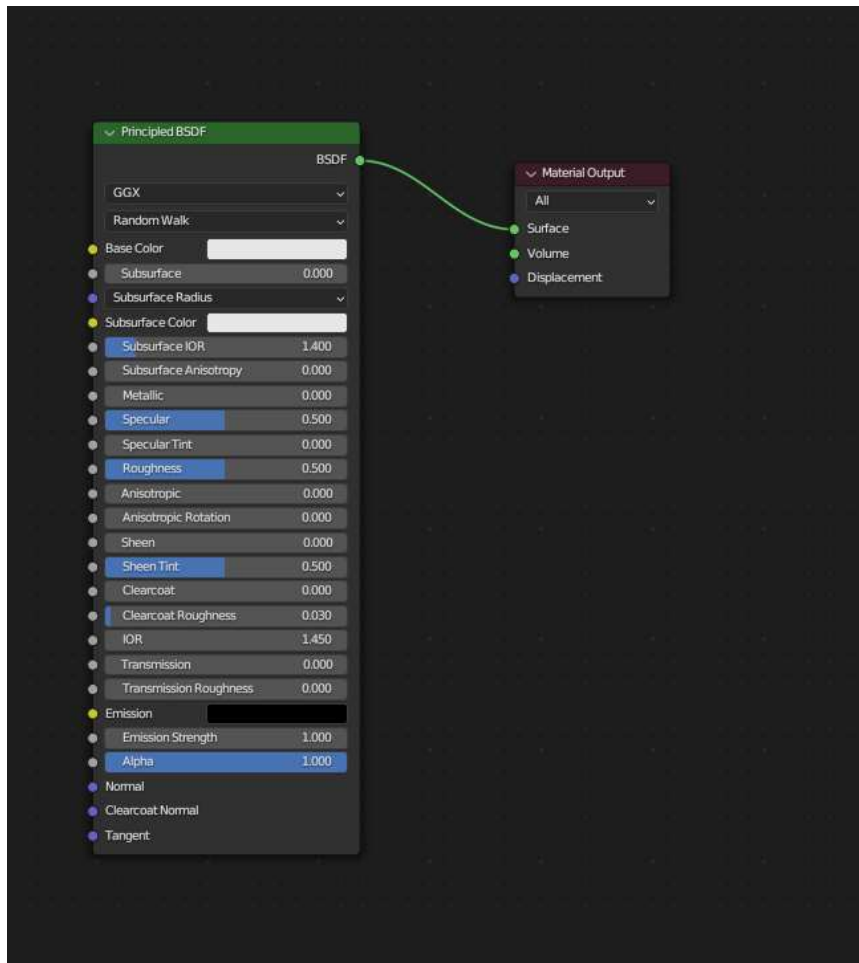 Principled BSDF
BSDF
GGX
Random Walk
Base Color
Subsurface 0.000
Subsurface Radius
Subsurface Color
Subsurface IOR 1.400
Subsurface Anisotropy 0.000
Metallic 0.000
Specular 0.500
Specular Tint 0.000
Roughness 0.500
Anisotropic 0.000
Anisotropic Rotation 0.000
Sheen 0.000
Sheen Tint 0.500
Clearcoat 0.000
Clearcoat Roughness 0.030
IOR 1.450
Transmission 0.000
Transmission Roughness 0.000
Emission
Emission Strength 1.000
Alpha 1.000
Normal
Clearcoat Normal
Tangent
Material Output
All
Surface
Volume
Displacement